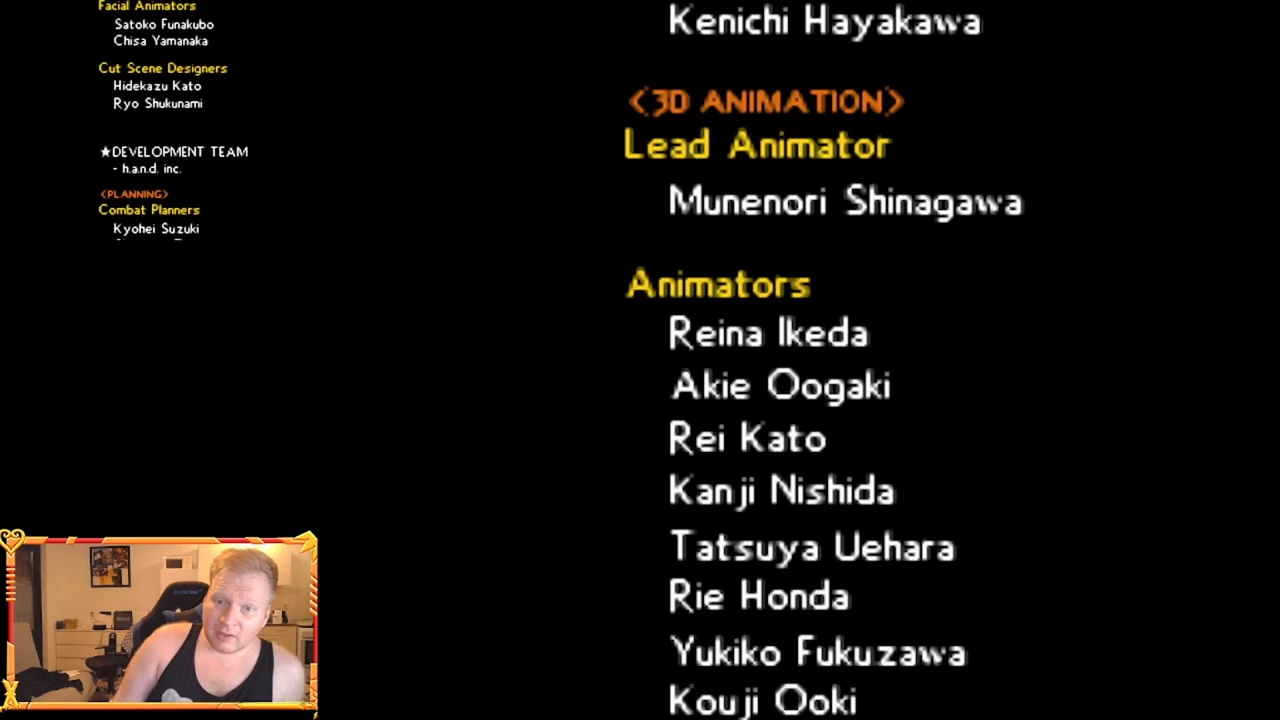 Facial Animators
Satoko Funakubo
Chisa Yamanaka
Cut Scene Designers
Hidekazu Kato
Ryo Shukunami
★DEVELOPMENT TEAM
- h.a.n.d. inc.
<PLANNING>
Combat Planners
Kyohei Suzuki
Kenichi Hayakawa
<3D ANIMATION>
Lead Animator
Munenori Shinagawa
Animators
Reina Ikeda
Akie Oogaki
Rei Kato
Kanji Nishida
Tatsuya Uehara
Rie Honda
Yukiko Fukuzawa
Kouji Ooki